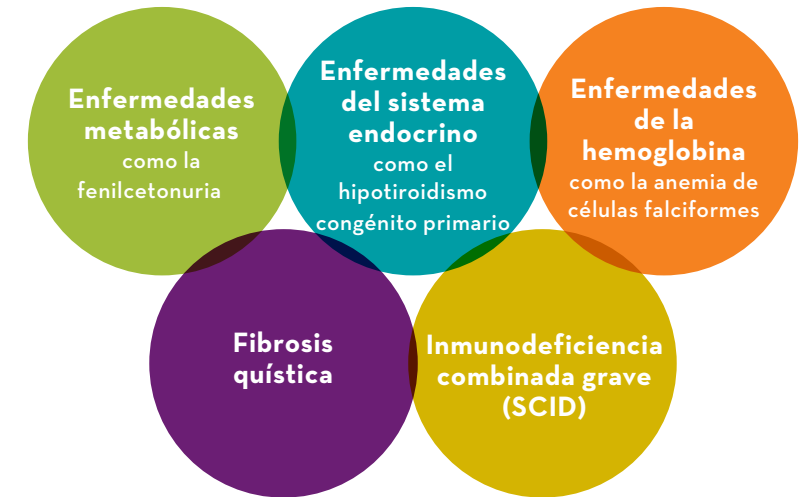 Enfermedades
metabólicas
como la
fenilcetonuria
Enfermedades
del sistema
endocrino
como el
hipotiroidismo
congénito primario
Enfermedades
de la
hemoglobina
como la anemia de
células falciformes
Fibrosis
quística
Inmunodeficiencia
combinada grave
(SCID)